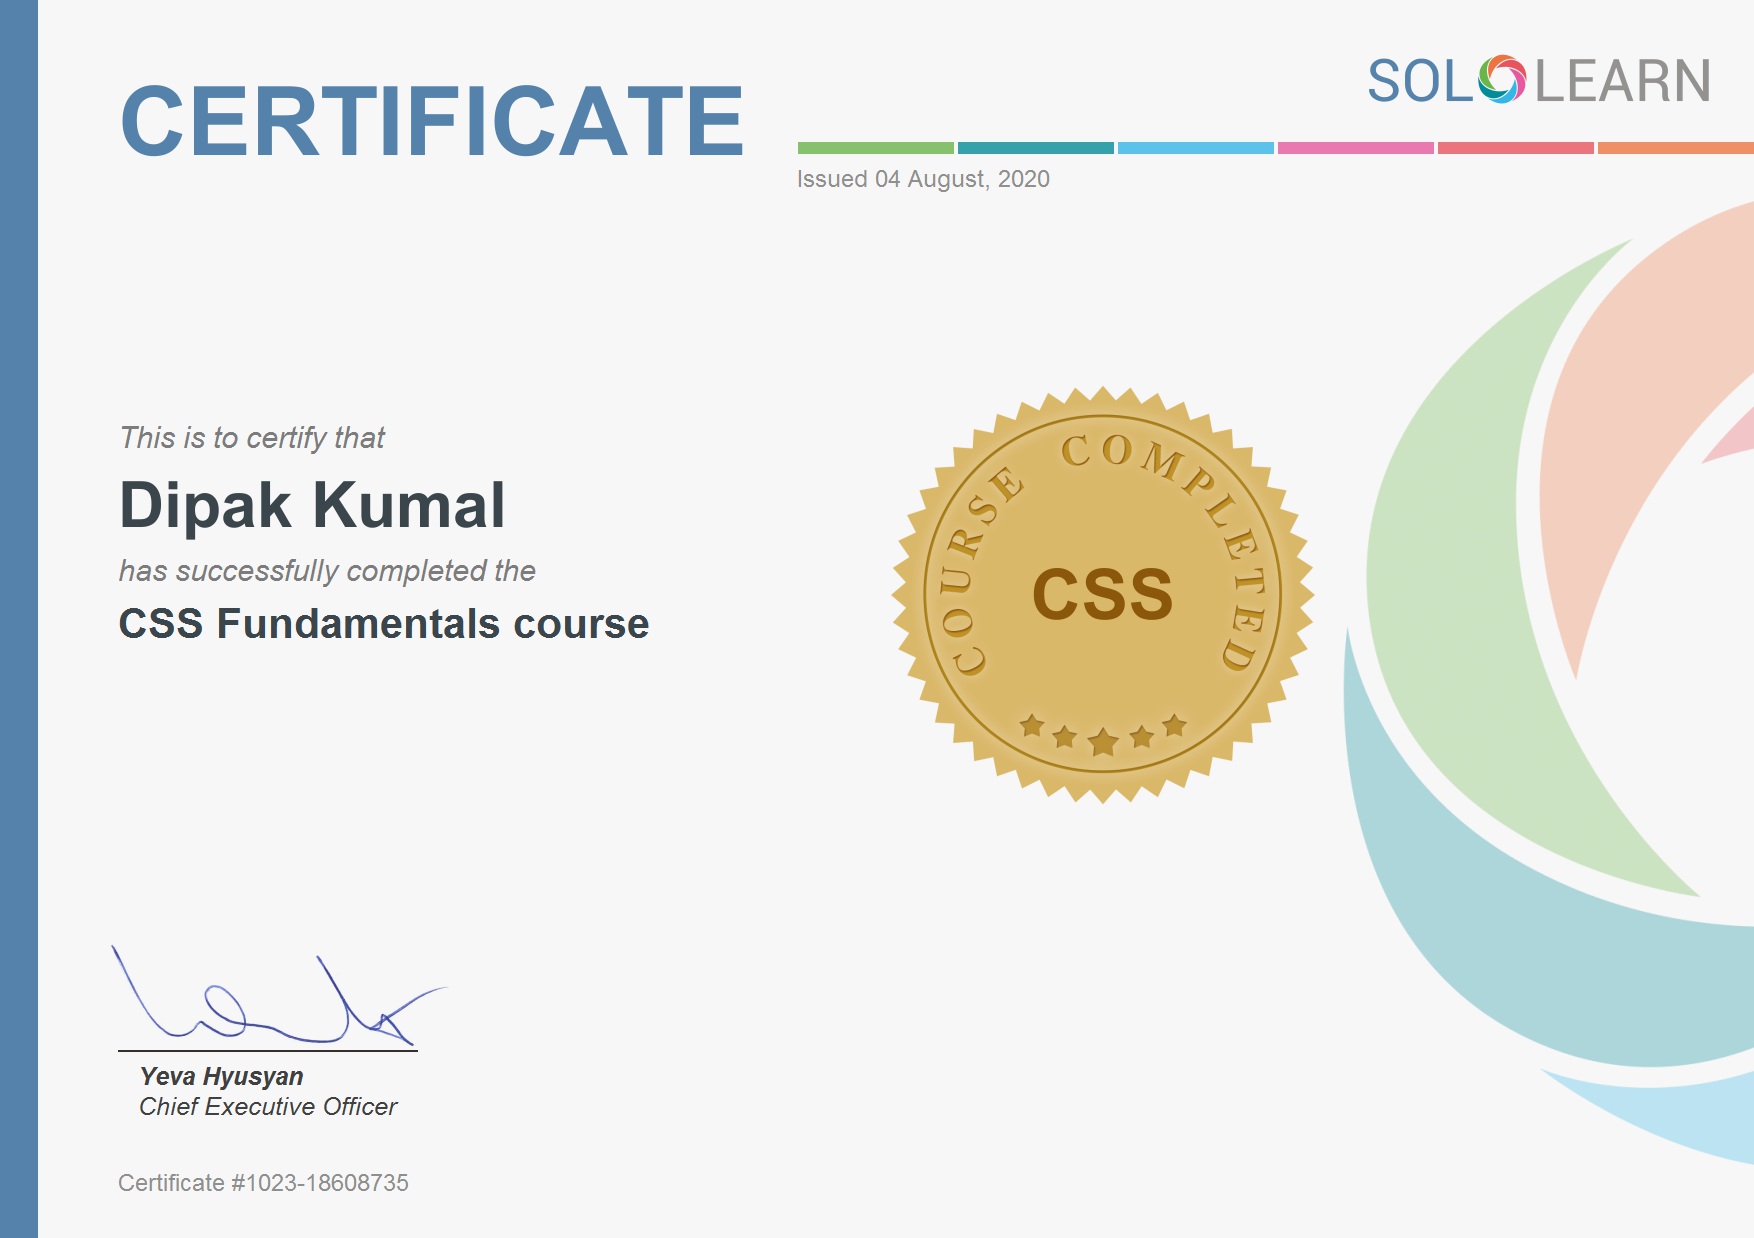 CERTIFICATE
SOLOLEARN
Issued 04 August, 2020
This is to certify that
Dipak Kumal
has successfully completed the
CSS Fundamentals course
COURSE COMPLETED
CSS
Yeva Hyusyan
Chief Executive Officer
Certificate #1023-18608735